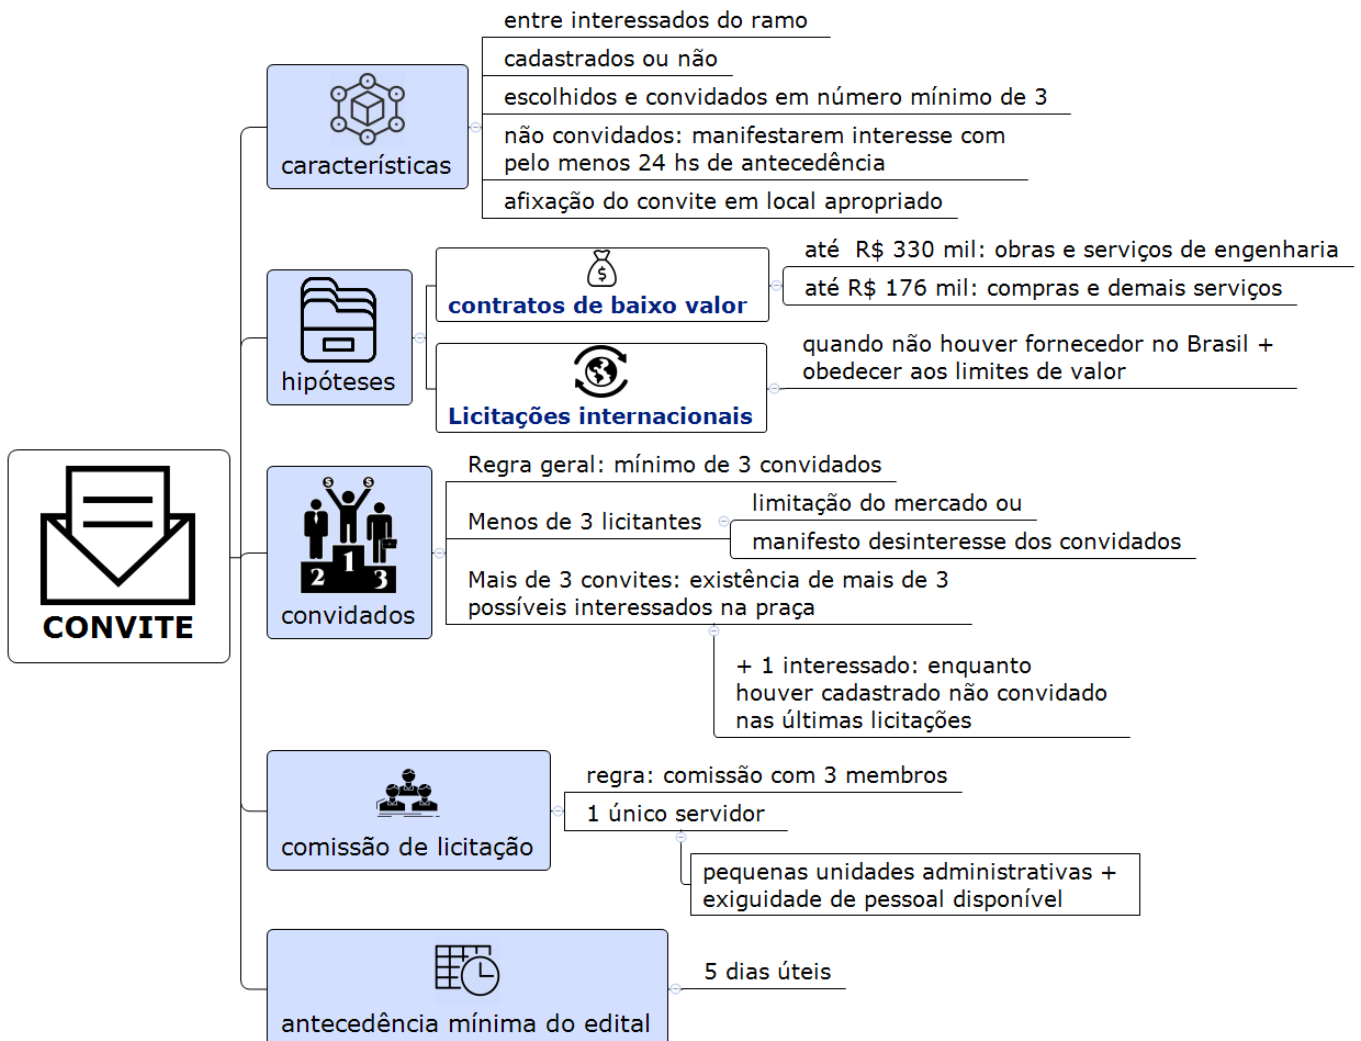 entre interessados do ramo
cadastrados ou não
escolhidos e convidados em número mínimo de 3
não convidados: manifestarem interesse com
pelo menos 24 hs de antecedência
afixação do convite em local apropriado
características
até R$ 330 mil: obras e serviços de engenharia
até R$ 176 mil: compras e demais serviços
$
contratos de baixo valor
quando não houver fornecedor no Brasil +
obedecer aos limites de valor
Licitações internacionais
hipóteses
Regra geral: mínimo de 3 convidados
Menos de 3 licitantes
limitação do mercado ou
manifesto desinteresse dos convidados
Mais de 3 convites: existência de mais de 3
possíveis interessados na praça
+ 1 interessado: enquanto
houver cadastrado não convidado
nas últimas licitações
$ $
2 1 3
convidados
CONVITE
regra: comissão com 3 membros
1 único servidor
pequenas unidades administrativas +
exiguidade de pessoal disponível
comissão de licitação
5 dias úteis
antecedência mínima do edital